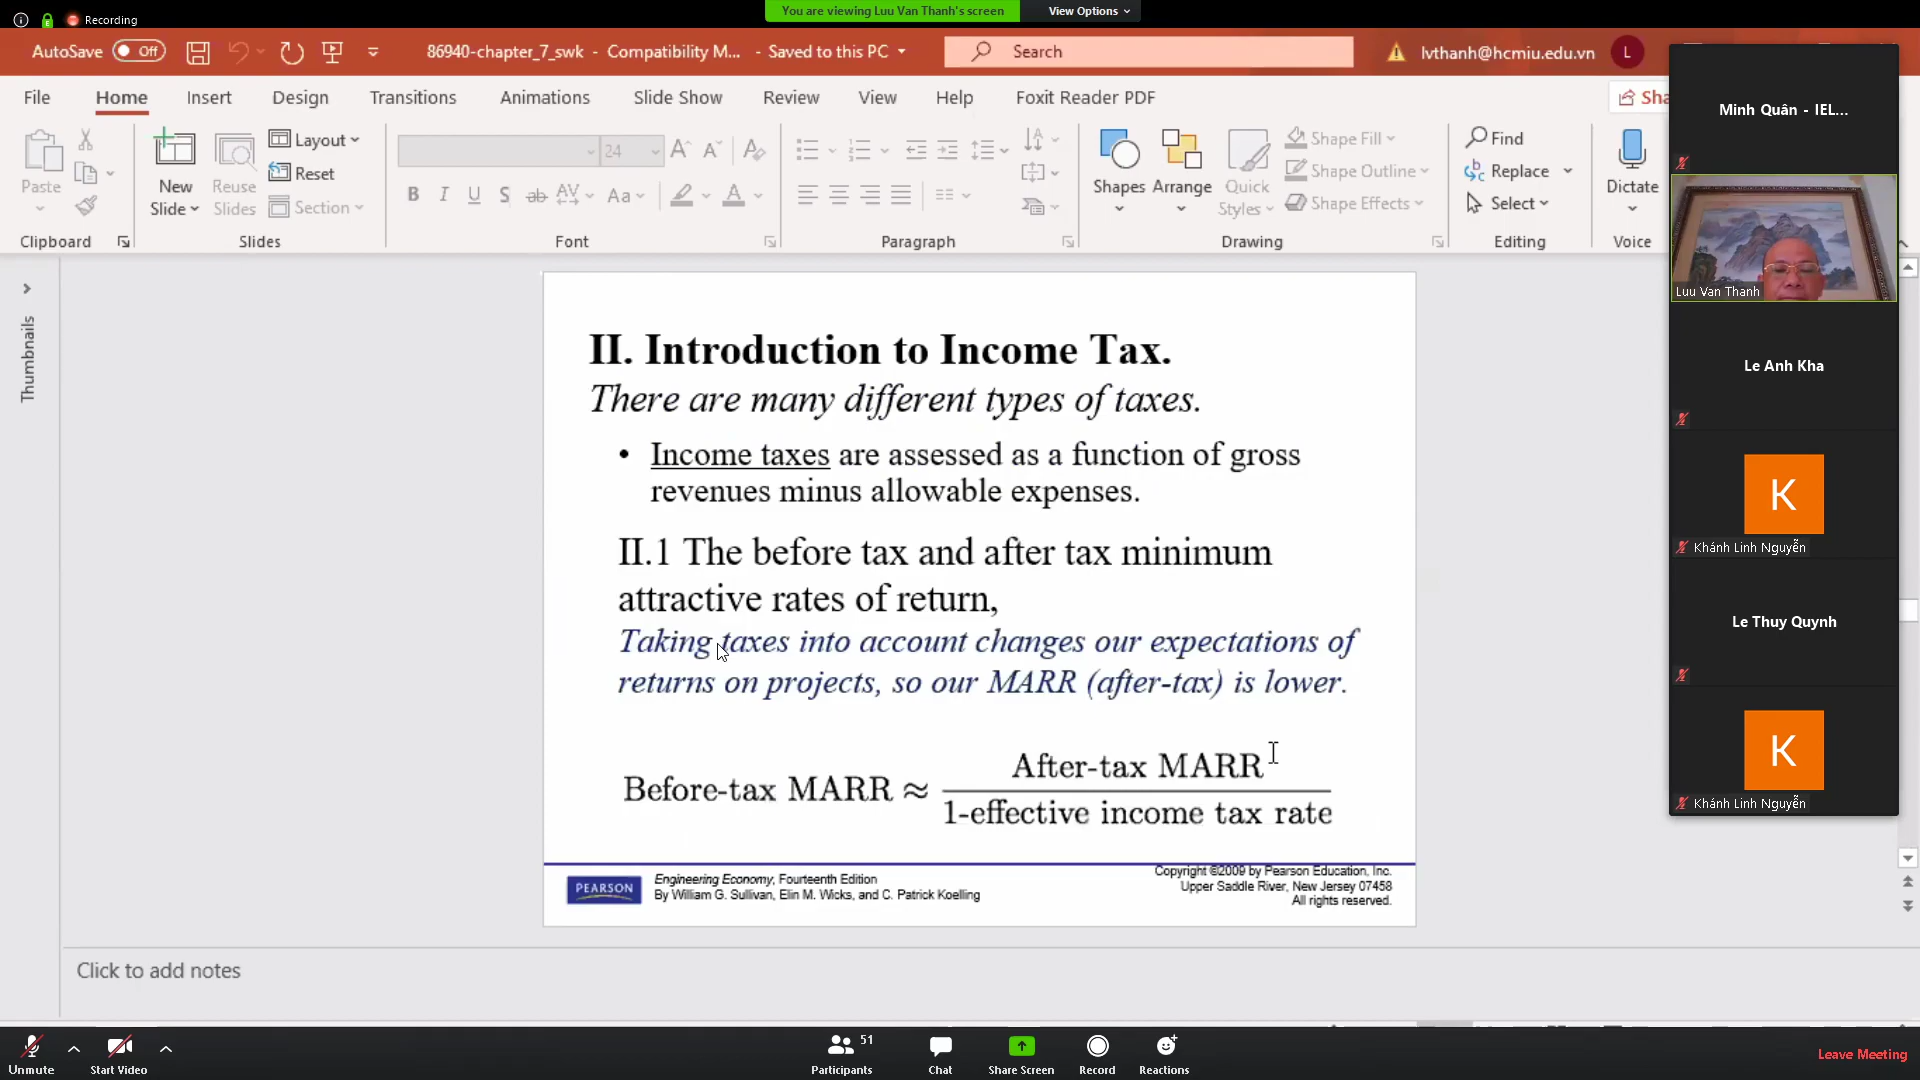 Recording
You are viewing Luu Van Thanh's screen
View Options
AutoSave Off
86940-chapter_7_swk - Compatibility M... - Saved to this PC
Search
lvthanh@hcmiu.edu.vn
L
File Home Insert Design Transitions Animations Slide Show Review View Help Foxit Reader PDF
Sha
Paste
New
Slide
Reuse
Slides
Layout
Reset
Section
24
B I U S ab AV Aa A
Shapes
Arrange
Quick
Styles
Shape Fill
Shape Outline
Shape Effects
Find
Replace
Select
Dictate
Clipboard Slides Font Paragraph Drawing Editing Voice
Thumbnails
II. Introduction to Income Tax.
There are many different types of taxes.
• Income taxes are assessed as a function of gross
revenues minus allowable expenses.
II.1 The before tax and after tax minimum
attractive rates of return,
Taking taxes into account changes our expectations of
returns on projects, so our MARR (after-tax) is lower.
After-tax MARR
Before-tax MARR ≈
1-effective income tax rate
PEARSON
Engineering Economy, Fourteenth Edition
By William G. Sullivan, Elin M. Wicks, and C. Patrick Koelling
Copyright ©2009 by Pearson Education, Inc.
Upper Saddle River, New Jersey 07458
All rights reserved.
Click to add notes
Minh Quân - IEL...
Luu Van Thanh
Le Anh Kha
K
Khánh Linh Nguyễn
Le Thuy Quynh
K
Khánh Linh Nguyễn
Unmute
Start Video
51
Participants
Chat
Share Screen
Record
Reactions
Leave Meeting